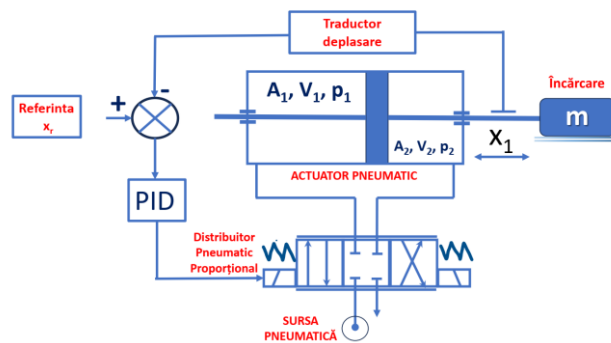 Traductor
deplasare
Referinta
xᵣ
+
-
A₁, V₁, p₁
A₂, V₂, p₂
Încărcare
m
X₁
ACTUATOR PNEUMATIC
PID
Distribuitor
Pneumatic
Proporțional
SURSA
PNEUMATICĂ